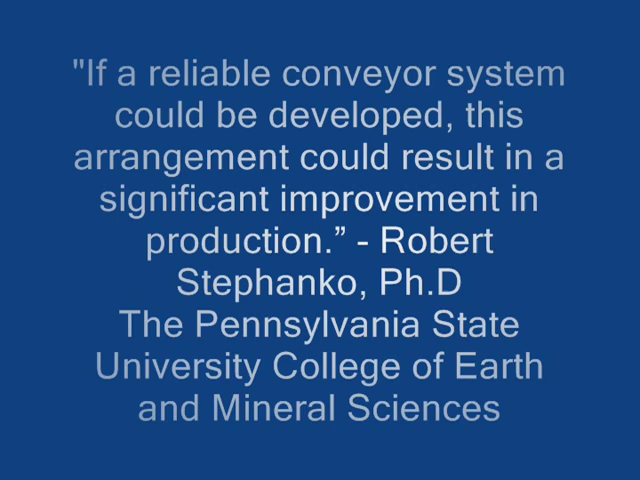 "If a reliable conveyor system
could be developed, this
arrangement could result in a
significant improvement in
production.” - Robert
Stephanko, Ph.D
The Pennsylvania State
University College of Earth
and Mineral Sciences